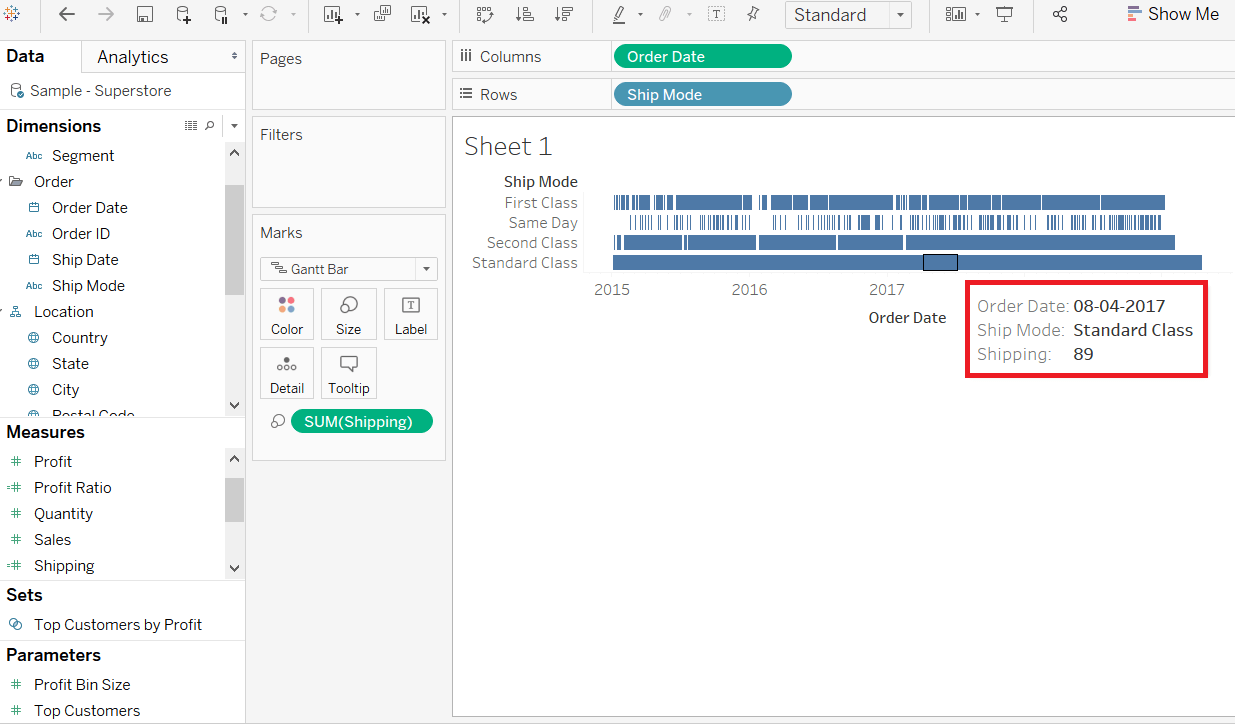 Standard
Show Me
Data
Analytics
Sample - Superstore
Dimensions
Abc Segment
Order
Order Date
Abc Order ID
Ship Date
Abc Ship Mode
Location
Country
State
City
Postal Code
Measures
# Profit
=# Profit Ratio
# Quantity
# Sales
=# Shipping
Sets
Top Customers by Profit
Parameters
# Profit Bin Size
# Top Customers
Pages
Filters
Marks
Gantt Bar
Color
Size
T
Label
Detail
Tooltip
SUM(Shipping)
Columns
Order Date
Rows
Ship Mode
Sheet 1
Ship Mode
First Class
Same Day
Second Class
Standard Class
2015 2016 2017
Order Date
Order Date: 08-04-2017
Ship Mode: Standard Class
Shipping: 89